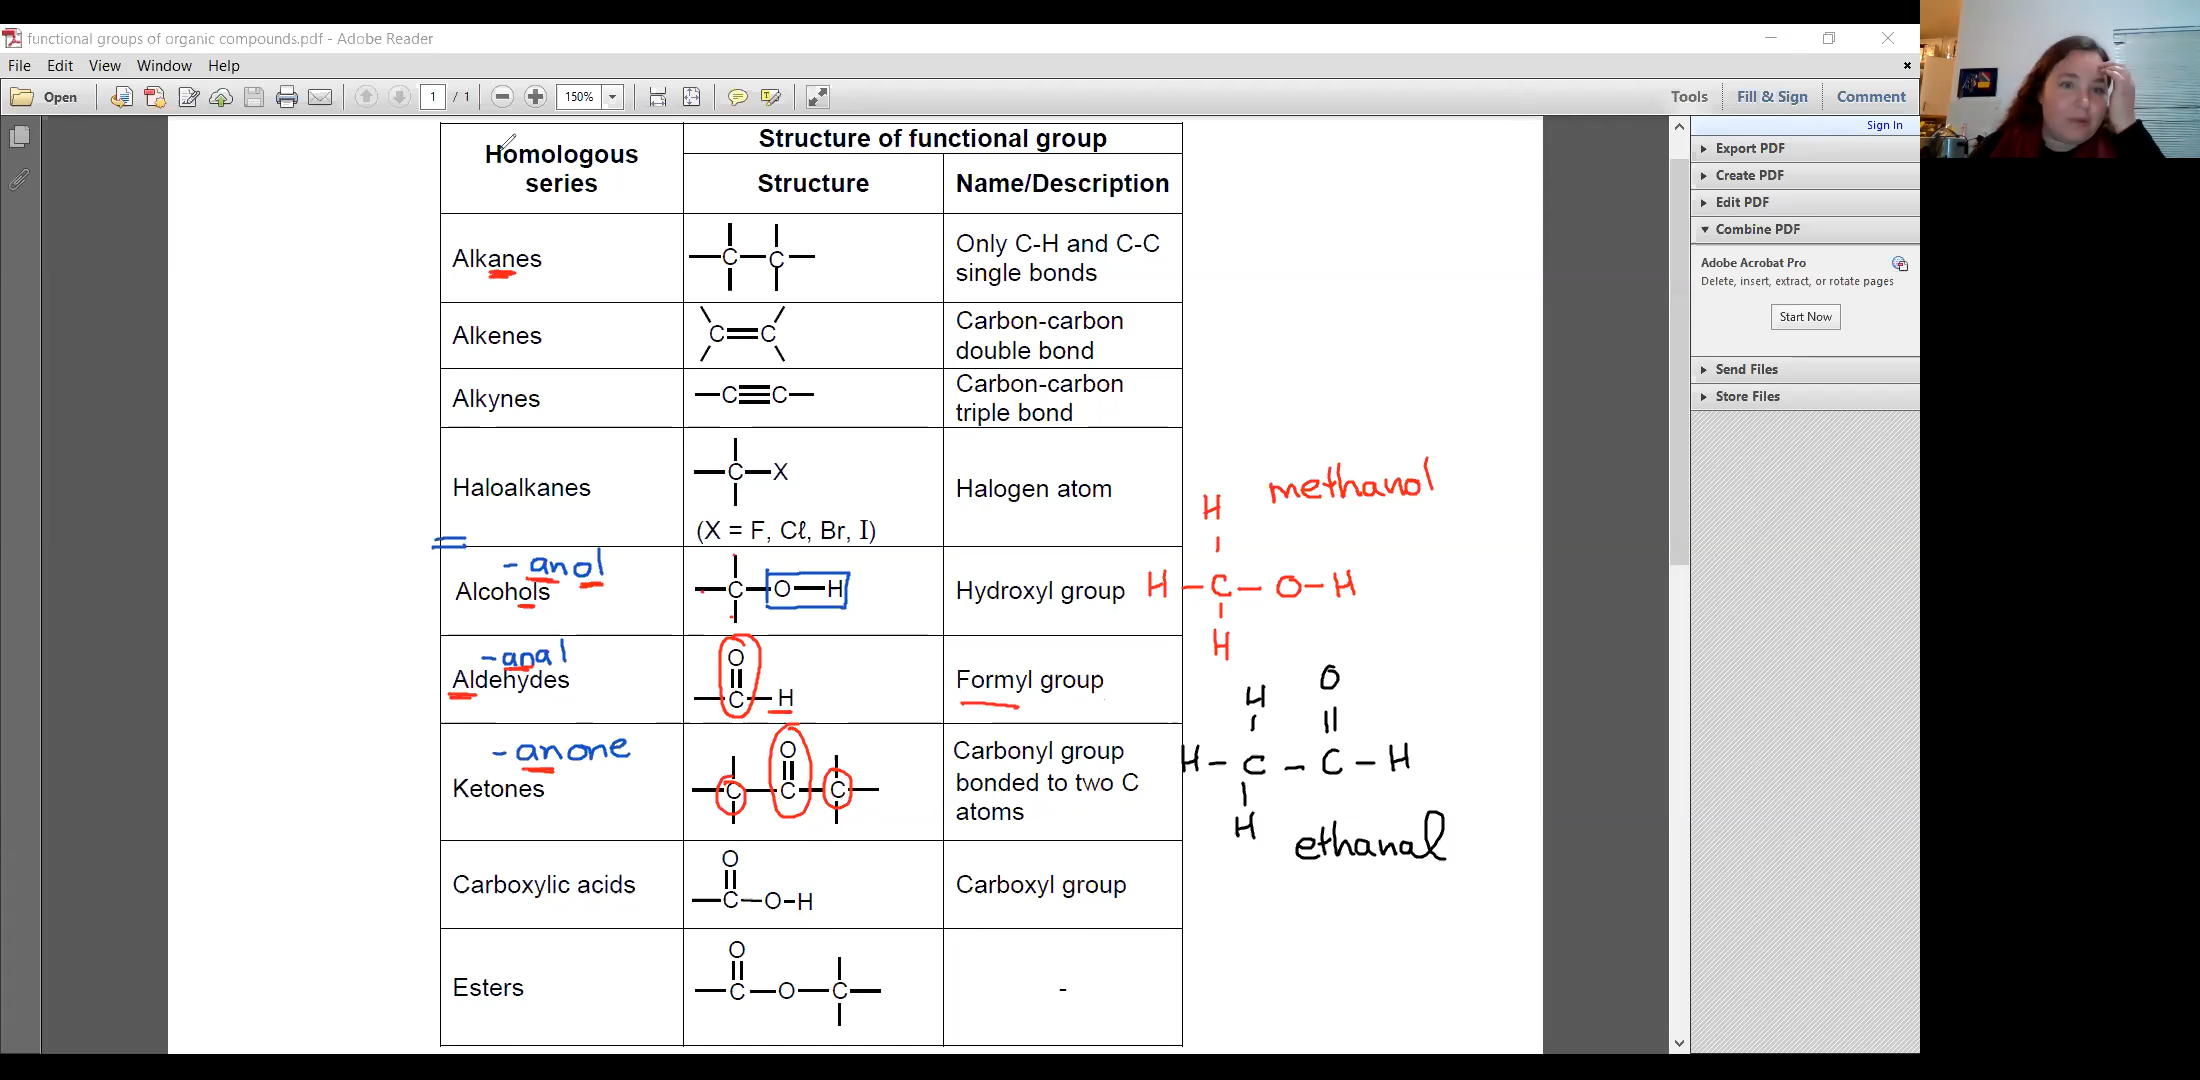 functional groups of organic compounds.pdf - Adobe Reader
File Edit View Window Help
Open 1 / 1 150% Tools Fill & Sign Comment
Sign In
Export PDF
Create PDF
Edit PDF
Combine PDF
Adobe Acrobat Pro
Delete, insert, extract, or rotate pages
Start Now
Send Files
Store Files
Homologous series
Structure of functional group
Structure
Name/Description
Alkanes
C C
Only C-H and C-C
single bonds
Alkenes
C C
Carbon-carbon
double bond
Alkynes
C C
Carbon-carbon
triple bond
Haloalkanes
C X
(X = F, Cℓ, Br, I)
Halogen atom
- anol
Alcohols
C O H
Hydroxyl group
methanol
H
H - C - O - H
H
- anal
Aldehydes
O
C H
Formyl group
H O
H - C - C - H
H
ethanal
- anone
Ketones
O
C C C
Carbonyl group
bonded to two C
atoms
Carboxylic acids
O
C O-H
Carboxyl group
Esters
O
C O C
-